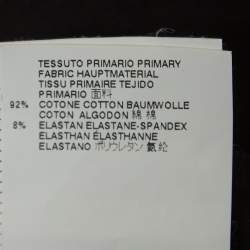 TESSUTO PRIMARIO PRIMARY
FABRIC HAUPTMATERIAL
TISSU PRIMAIRE TEJIDO
PRIMARIO 面料
92% COTONE COTTON BAUMWOLLE
COTON ALGODON 綿 棉
8% ELASTAN ELASTANE-SPANDEX
ELASTHAN ÉLASTHANNE
ELASTANO ポリウレタン 氨纶